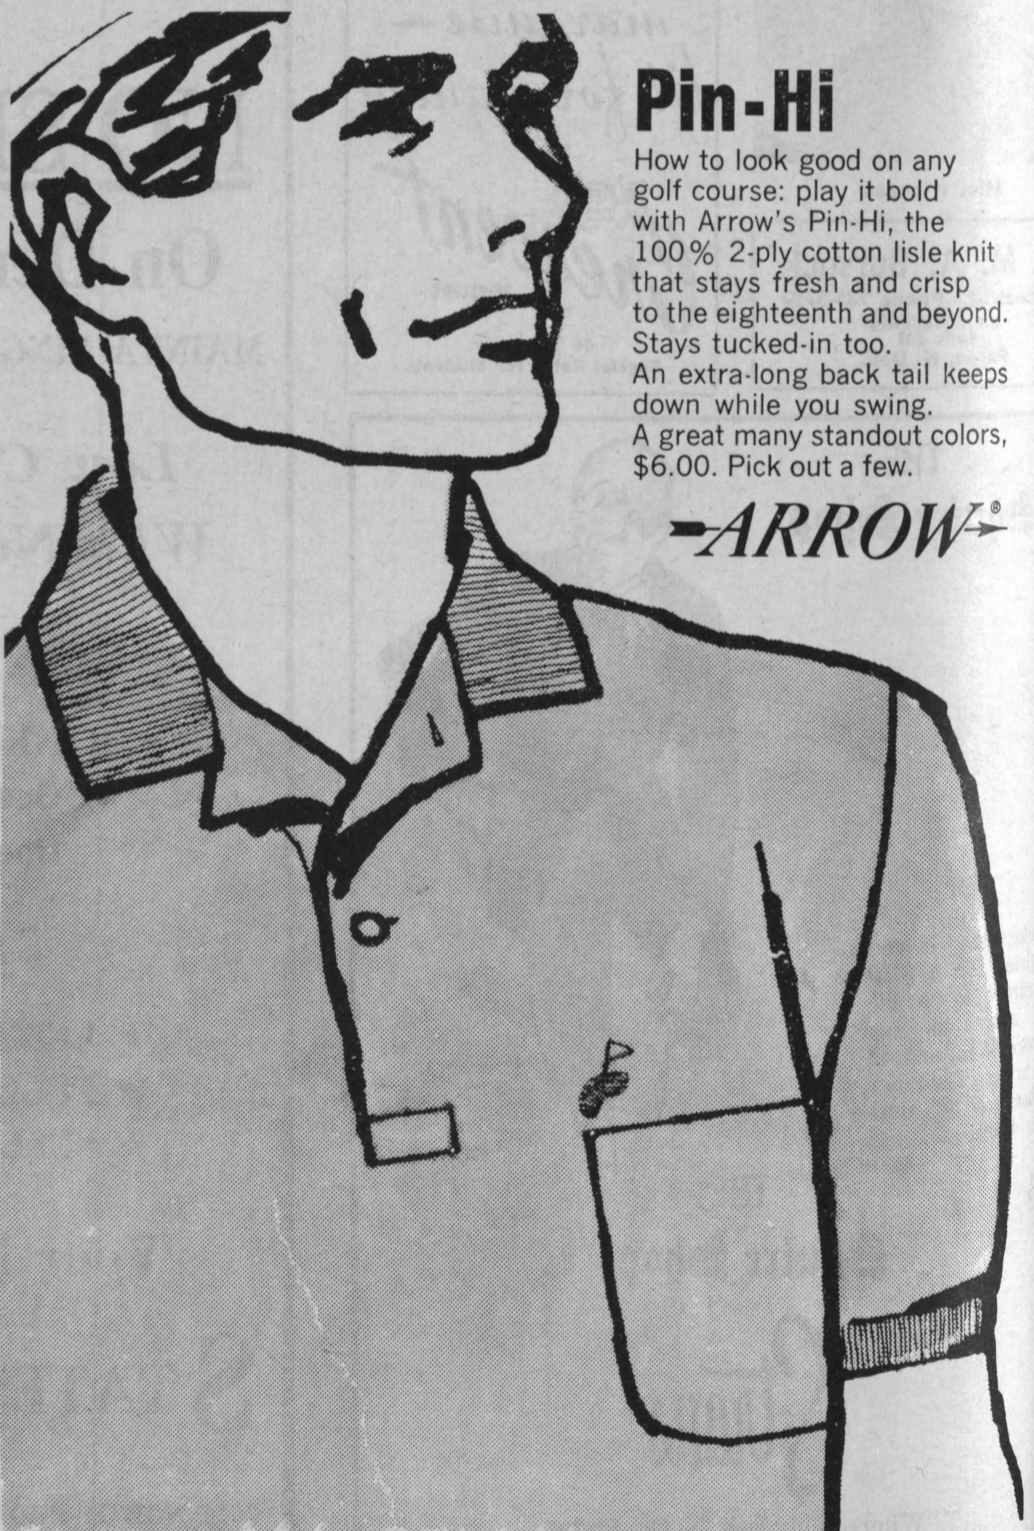 Pin-Hi
How to look good on any
golf course: play it bold
with Arrow's Pin-Hi, the
100% 2-ply cotton lisle knit
that stays fresh and crisp
to the eighteenth and beyond.
Stays tucked-in too.
An extra-long back tail keeps
down while you swing.
A great many standout colors,
$6.00. Pick out a few.
ARROW®